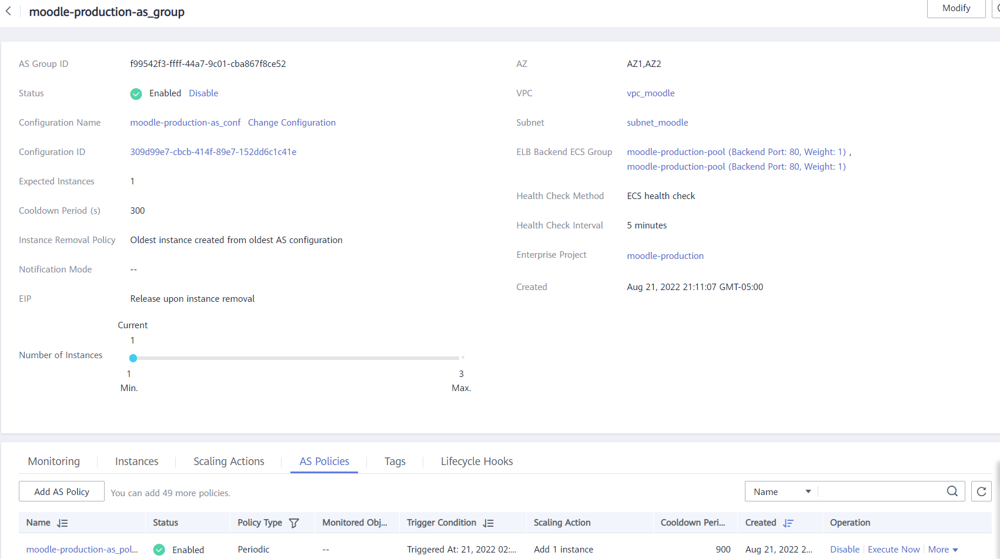 moodle-production-as_group
Modify
AS Group ID f99542f3-ffff-44a7-9c01-cba867f8ce52
AZ AZ1,AZ2
Status Enabled Disable
VPC vpc_moodle
Configuration Name moodle-production-as_conf Change Configuration
Subnet subnet_moodle
Configuration ID 309d99e7-cbcb-414f-89e7-152dd6c1c41e
ELB Backend ECS Group moodle-production-pool (Backend Port: 80, Weight: 1) ,
moodle-production-pool (Backend Port: 80, Weight: 1)
Expected Instances 1
Health Check Method ECS health check
Cooldown Period (s) 300
Health Check Interval 5 minutes
Instance Removal Policy Oldest instance created from oldest AS configuration
Enterprise Project moodle-production
Notification Mode --
Created Aug 21, 2022 21:11:07 GMT-05:00
EIP Release upon instance removal
Current
1
Number of Instances
1 3
Min. Max.
Monitoring Instances Scaling Actions AS Policies Tags Lifecycle Hooks
Add AS Policy You can add 49 more policies. Name
Name Status Policy Type Monitored Obj... Trigger Condition Scaling Action Cooldown Peri... Created Operation
moodle-production-as_pol... Enabled Periodic -- Triggered At: 21, 2022 02:... Add 1 instance 900 Aug 21, 2022 2... Disable Execute Now More